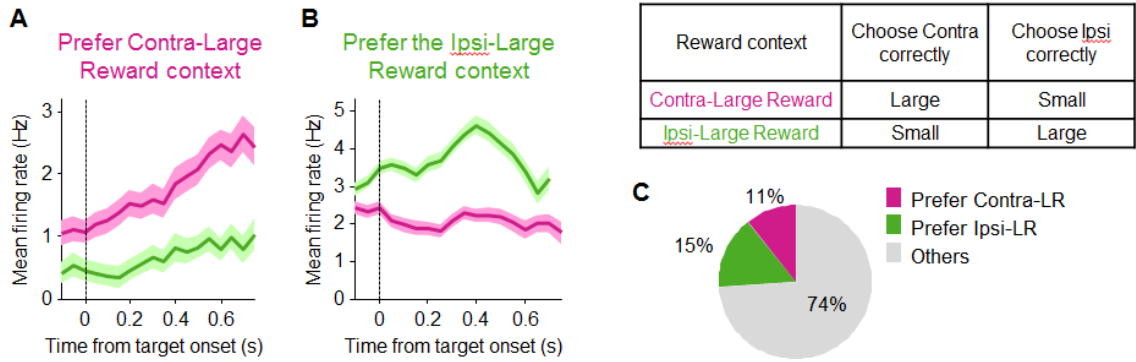 A
Prefer Contra-Large
Reward context
Mean firing rate (Hz)
3
2
1
0
0
0.2
0.4
0.6
Time from target onset (s)
B
Prefer the Ipsi-Large
Reward context
Mean firing rate (Hz)
5
4
3
2
1
0
0
0.2
0.4
0.6
Time from target onset (s)
Reward context
Choose Contra
correctly
Choose Ipsi
correctly
Contra-Large Reward
Large
Small
Ipsi-Large Reward
Small
Large
C
11%
15%
74%
Prefer Contra-LR
Prefer Ipsi-LR
Others